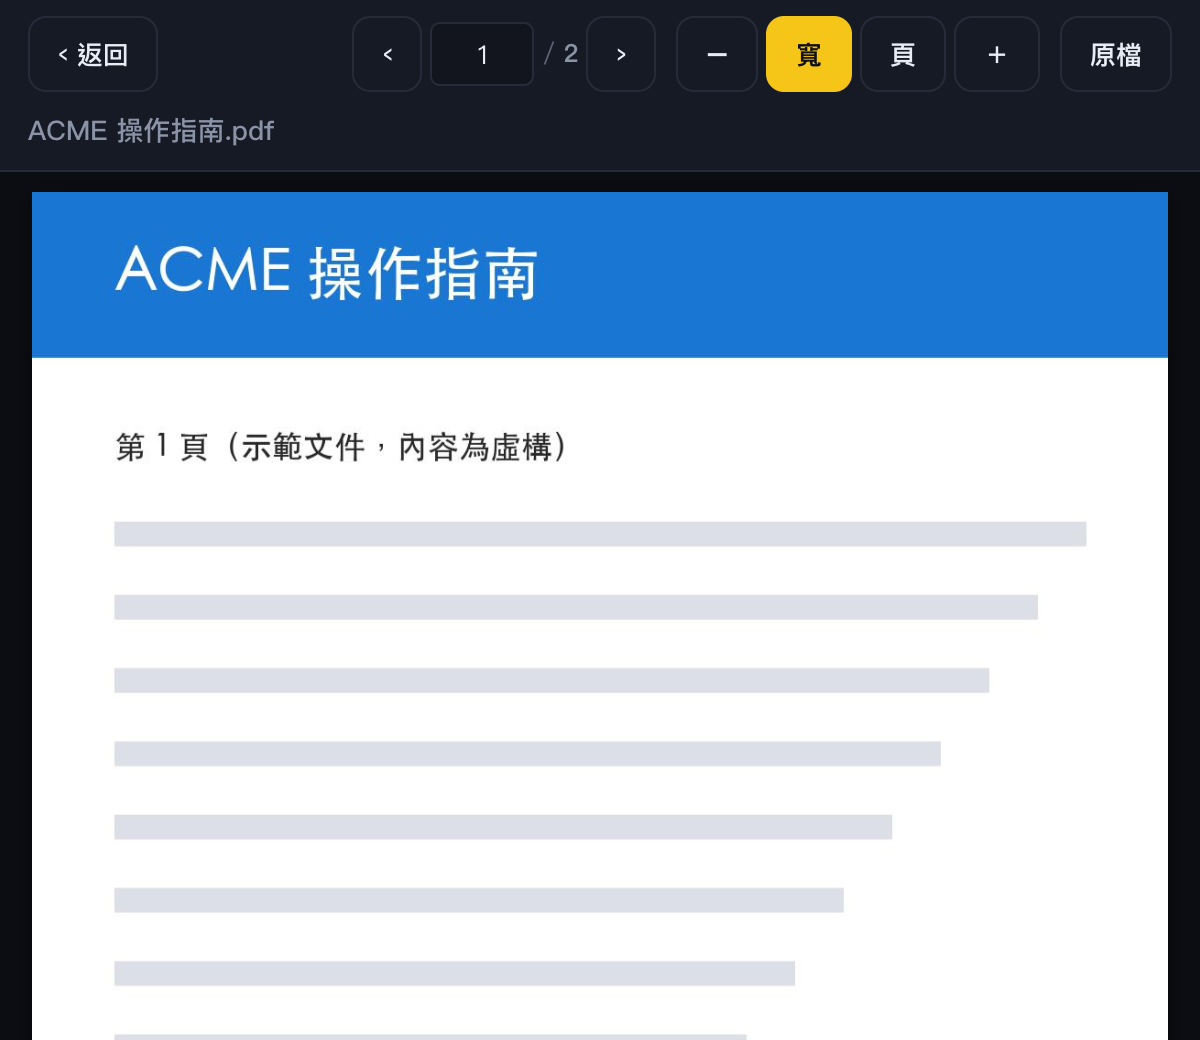 ‹ 返回 ‹ 1 / 2 › − 寬 頁 + 原檔
ACME 操作指南.pdf
ACME 操作指南
第 1 頁（示範文件，內容為虛構）